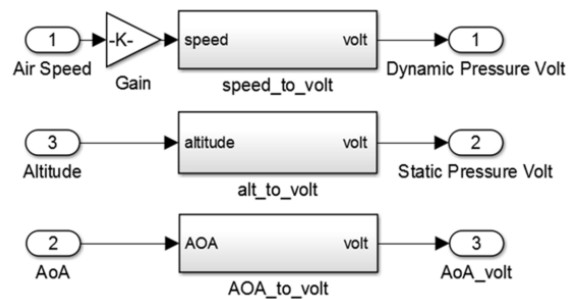 1 -K- speed volt 1
Air Speed Gain speed_to_volt Dynamic Pressure Volt
3 altitude volt 2
Altitude alt_to_volt Static Pressure Volt
2 AOA volt 3
AoA AOA_to_volt AoA_volt